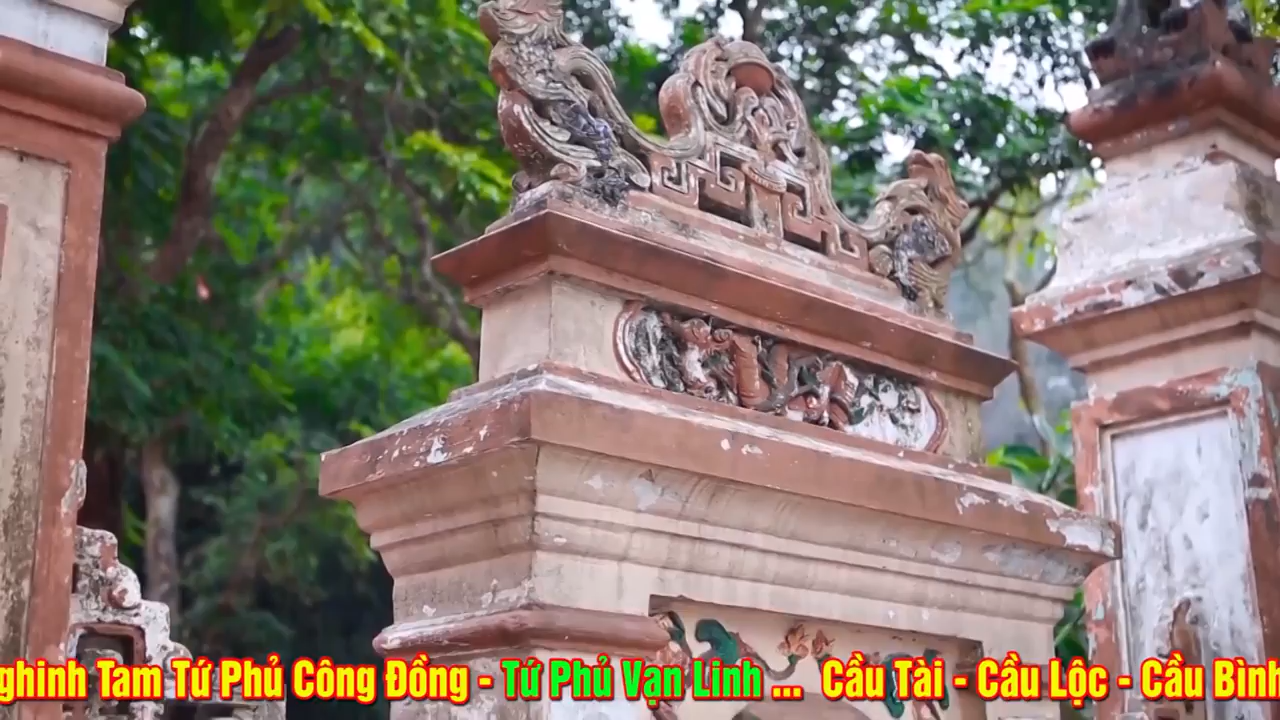 ghinh Tam Tứ Phủ Công Đồng - Tứ Phủ Vạn Linh ... Cầu Tài - Cầu Lộc - Cầu Bình